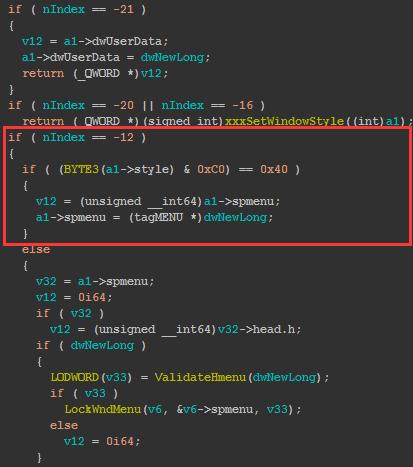 if ( nIndex == -21 )
{
v12 = a1->dwUserData;
a1->dwUserData = dwNewLong;
return (_QWORD *)v12;
}
if ( nIndex == -20 || nIndex == -16 )
return (_QWORD *)(signed int)xxxSetWindowStyle((int)a1);
if ( nIndex == -12 )
{
if ( (BYTE3(a1->style) & 0xC0) == 0x40 )
{
v12 = (unsigned __int64)a1->spmenu;
a1->spmenu = (tagMENU *)dwNewLong;
}
else
{
v32 = a1->spmenu;
v12 = 0i64;
if ( v32 )
v12 = (unsigned __int64)v32->head.h;
if ( dwNewLong )
{
LODWORD(v33) = ValidateHmenu(dwNewLong);
if ( v33 )
LockWndMenu(v6, &v6->spmenu, v33);
else
v12 = 0i64;
}